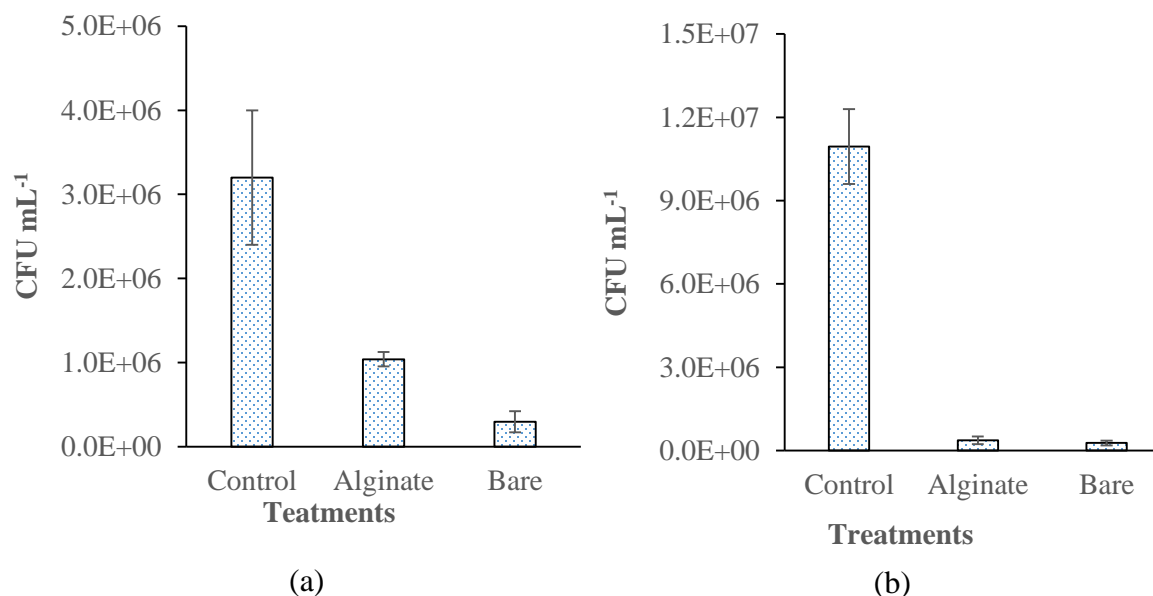 5.0E+06
4.0E+06
3.0E+06
2.0E+06
1.0E+06
0.0E+00
CFU mL-1
Control Alginate Bare
Teatments
(a)
1.5E+07
1.2E+07
9.0E+06
6.0E+06
3.0E+06
0.0E+00
CFU mL-1
Control Alginate Bare
Treatments
(b)